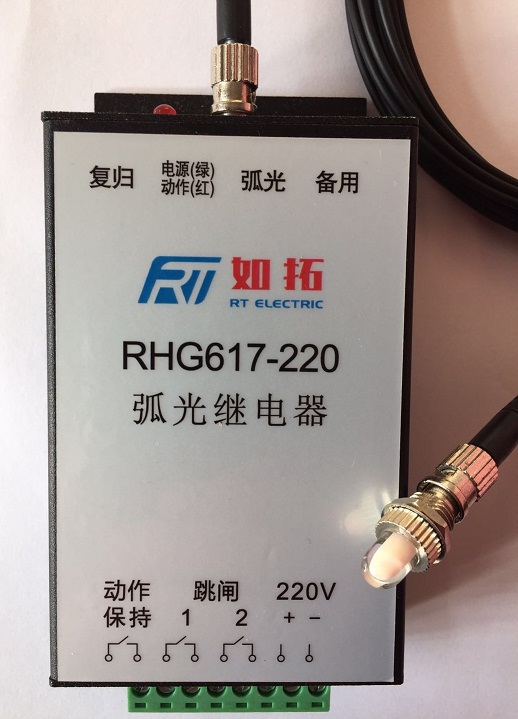 复归 电源(绿) 弧光 备用
动作(红)
RT 如拓
RT ELECTRIC
RHG617-220
弧光继电器
动作 跳闸 220V
保持 1 2 + −